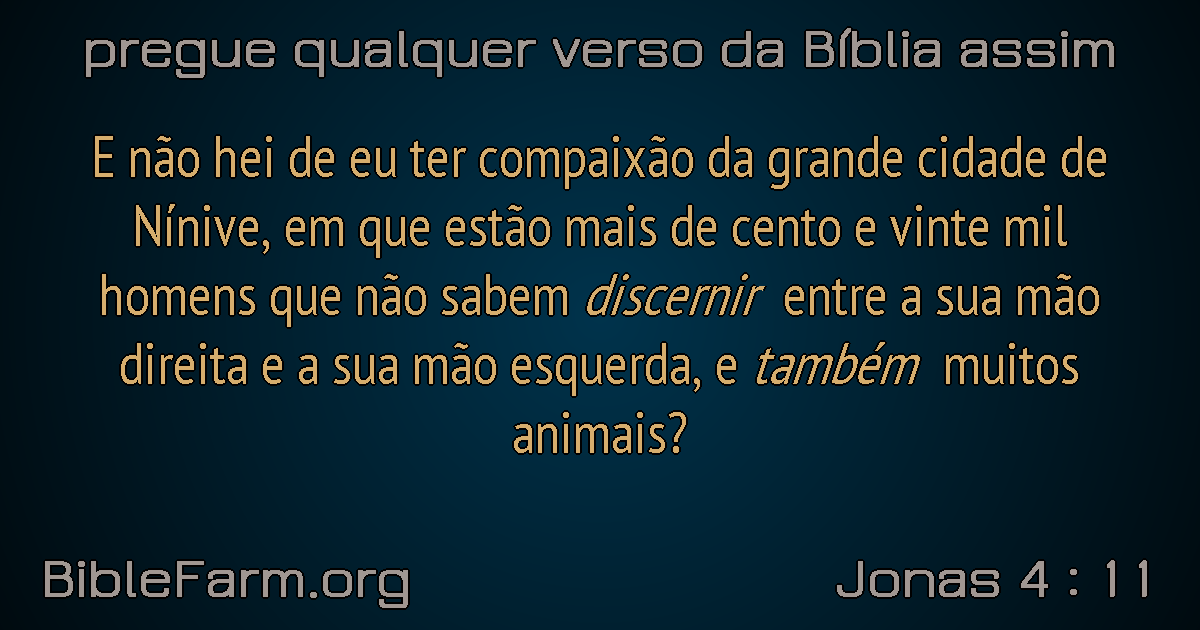 pregue qualquer verso da Bíblia assim
E não hei de eu ter compaixão da grande cidade de
Nínive, em que estão mais de cento e vinte mil
homens que não sabem discernir entre a sua mão
direita e a sua mão esquerda, e também muitos
animais?
BibleFarm.org
Jonas 4 : 11